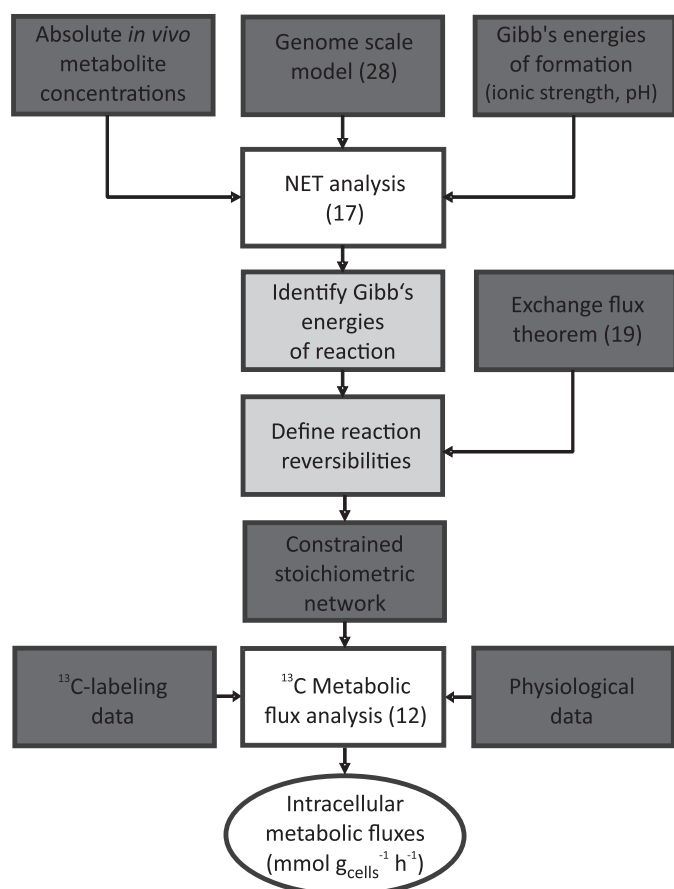 Absolute in vivo
metabolite
concentrations
Genome scale
model (28)
Gibb's energies
of formation
(ionic strength, pH)
NET analysis
(17)
Identify Gibb‘s
energies
of reaction
Exchange flux
theorem (19)
Define reaction
reversibilities
Constrained
stoichiometric
network
¹³C-labeling
data
¹³C Metabolic
flux analysis (12)
Physiological
data
Intracellular
metabolic fluxes
(mmol g_cells⁻¹ h⁻¹)